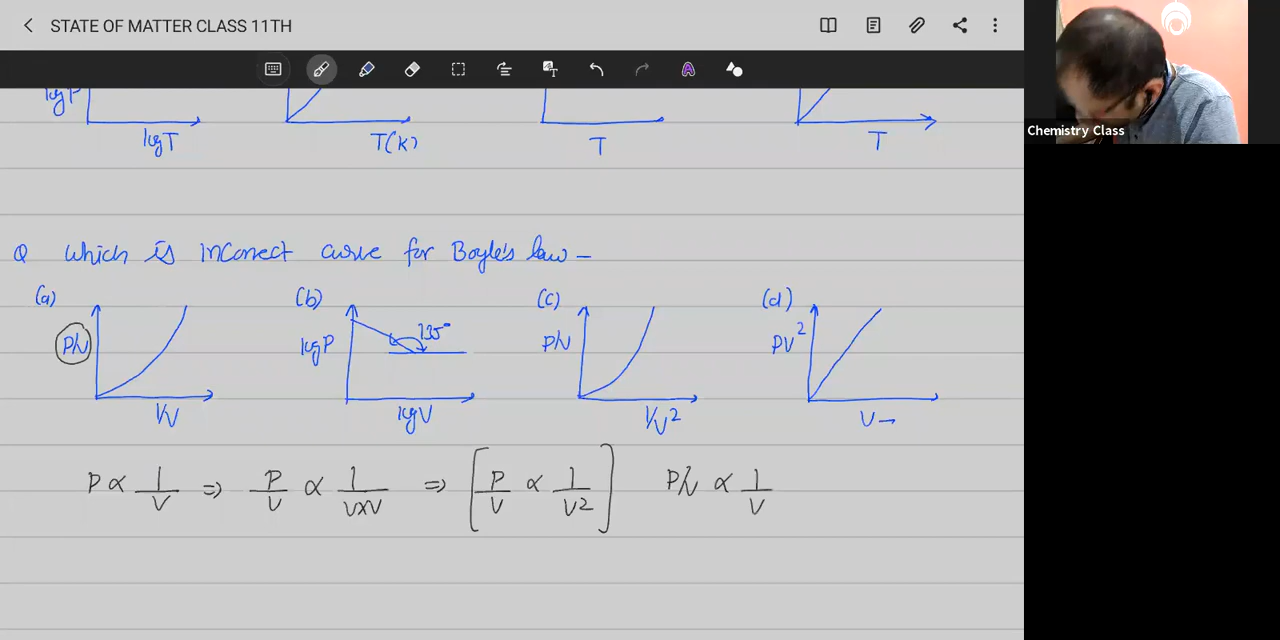 STATE OF MATTER CLASS 11TH
Chemistry Class
logP
logT T(K) T T
Q which is incorrect curve for Boyle's law —
(a) (b) (c) (d)
P/V logP 135° P/V PV²
1/V logV 1/V² V →
P ∝ 1/V ⇒ P/V ∝ 1/V×V ⇒ [P/V ∝ 1/V²] P/V ∝ 1/V